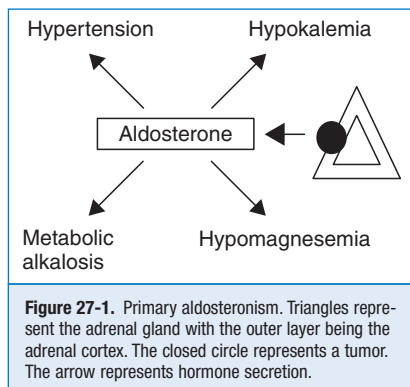 Hypertension Hypokalemia
Aldosterone
Metabolic
alkalosis
Hypomagnesemia
Figure 27-1. Primary aldosteronism. Triangles repre-
sent the adrenal gland with the outer layer being the
adrenal cortex. The closed circle represents a tumor.
The arrow represents hormone secretion.